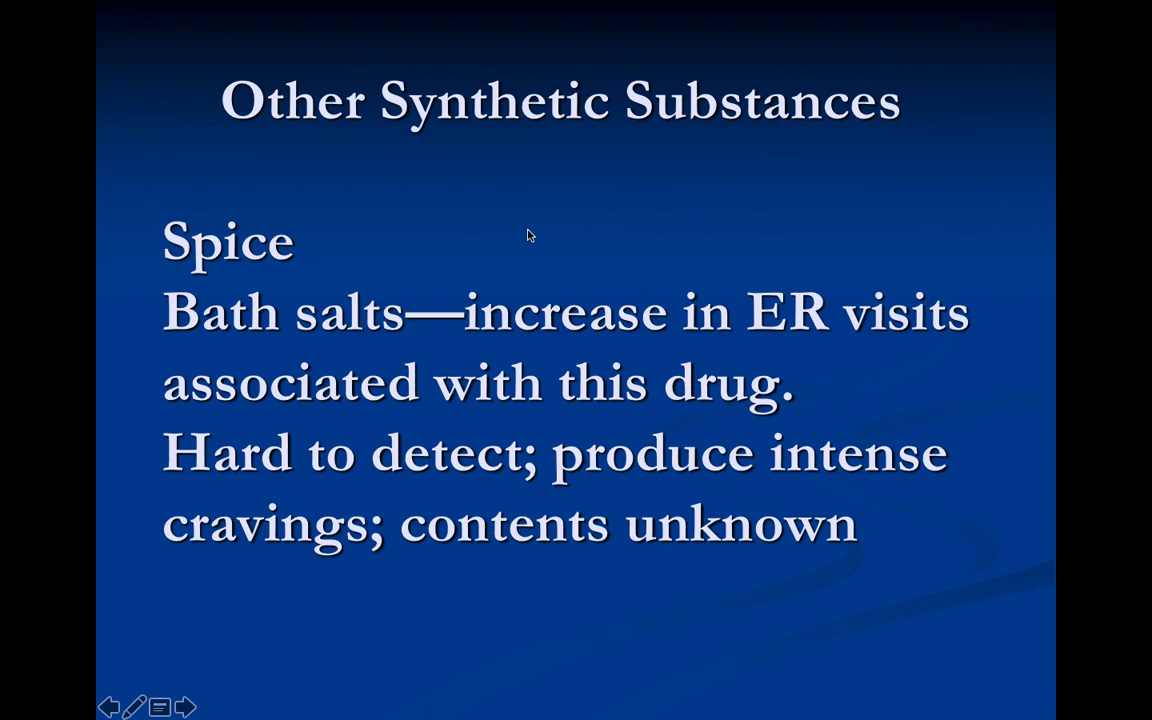 Other Synthetic Substances
Spice
Bath salts—increase in ER visits
associated with this drug.
Hard to detect; produce intense
cravings; contents unknown